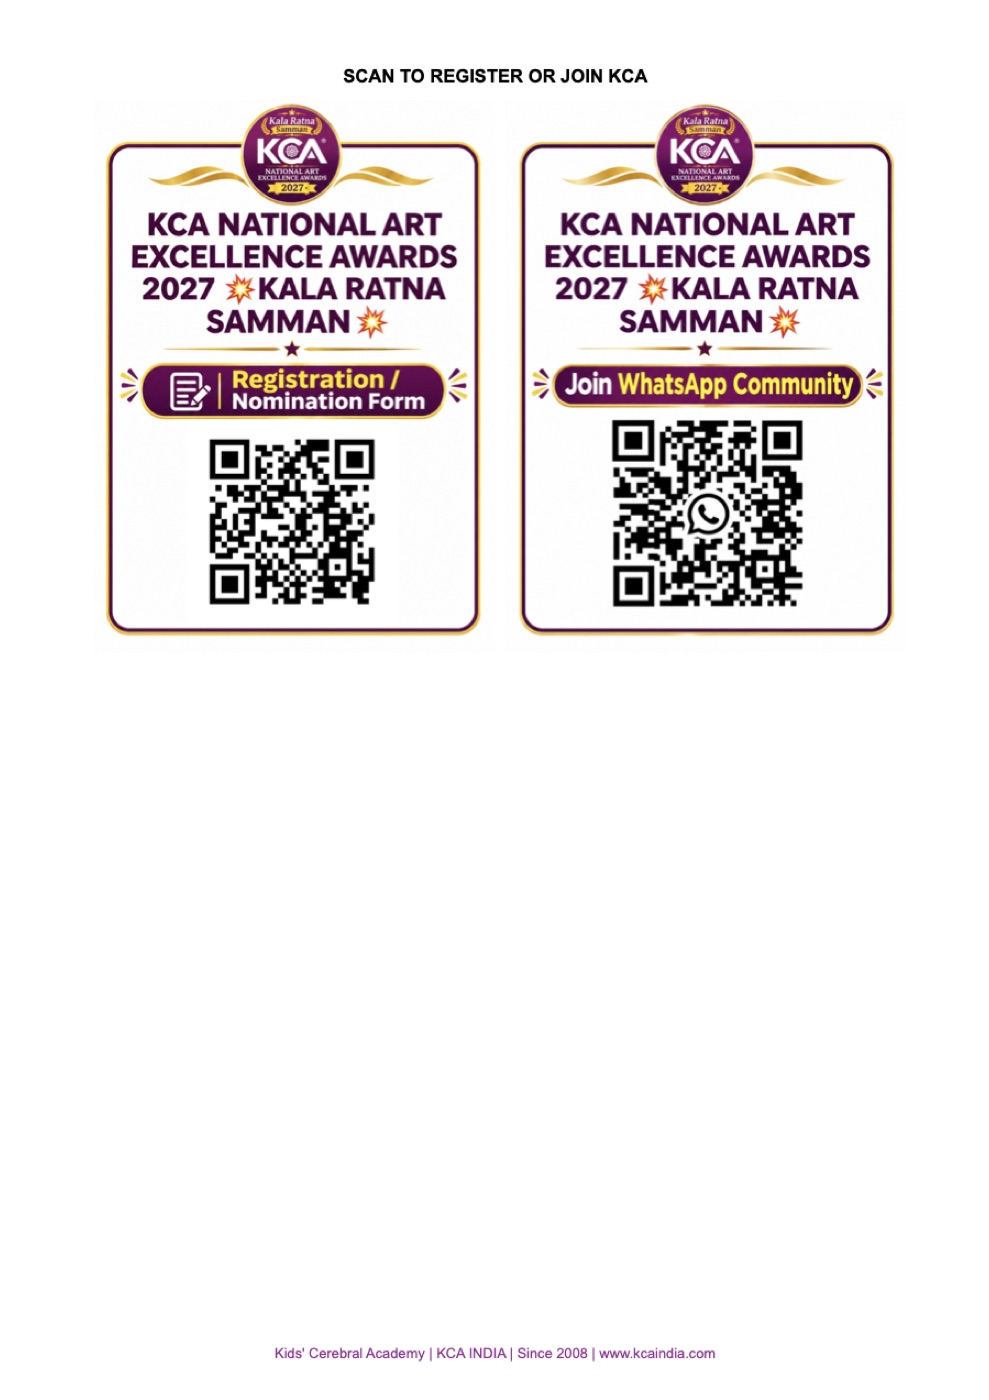 SCAN TO REGISTER OR JOIN KCA
Kala Ratna
Samman
KCA
NATIONAL ART
EXCELLENCE AWARDS
2027
KCA NATIONAL ART
EXCELLENCE AWARDS
2027 💥KALA RATNA
SAMMAN💥
Registration /
Nomination Form
Kala Ratna
Samman
KCA
NATIONAL ART
EXCELLENCE AWARDS
2027
KCA NATIONAL ART
EXCELLENCE AWARDS
2027 💥KALA RATNA
SAMMAN💥
Join WhatsApp Community
Kids' Cerebral Academy | KCA INDIA | Since 2008 | www.kcaindia.com